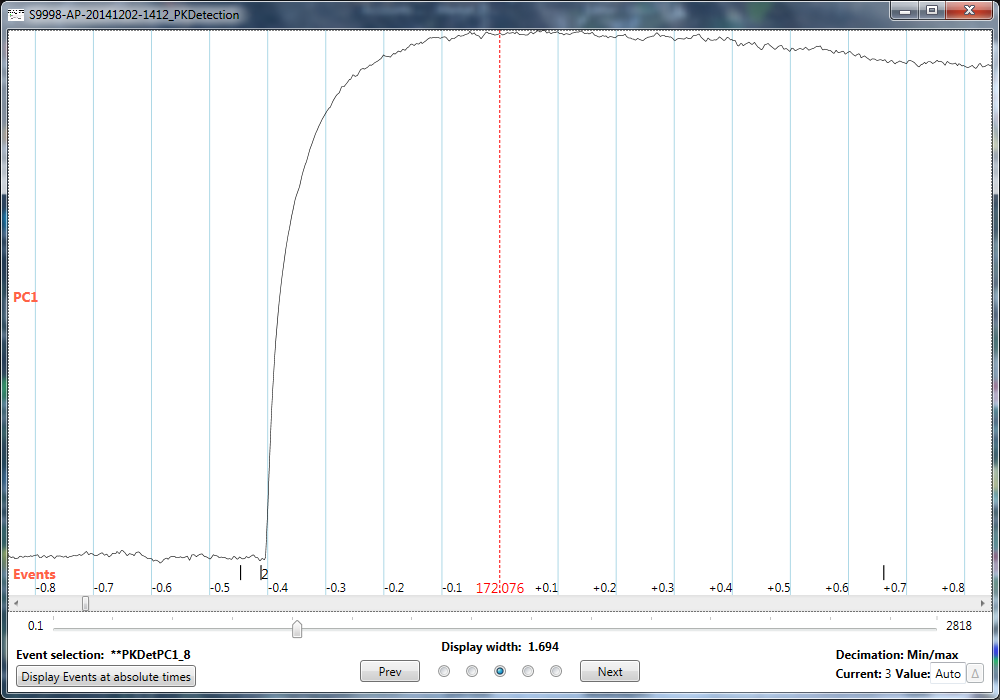 S9998-AP-20141202-1412_PKDetection
PC1
2
Events
-0.8 -0.7 -0.6 -0.5 -0.4 -0.3 -0.2 -0.1 172.076 +0.1 +0.2 +0.3 +0.4 +0.5 +0.6 +0.7 +0.8
0.1 2818
Display width: 1.694
Event selection: **PKDetPC1_8
Decimation: Min/max
Display Events at absolute times
Prev Next
Current: 3 Value: Auto Δ